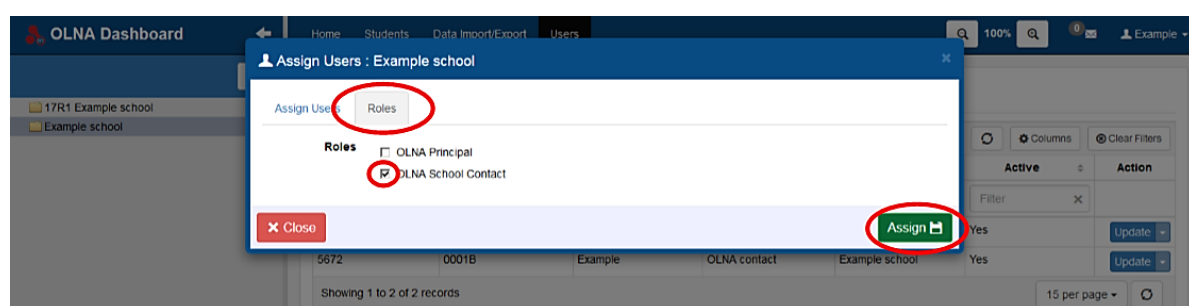 OLNA Dashboard
Home Students Data Import/Export Users 100% 0 Example
Assign Users : Example school
17R1 Example school
Example school
Assign Users Roles
Roles
OLNA Principal
OLNA School Contact
Columns Clear Filters
Active Action
Filter
Close Assign
Yes Update
5672 0001B Example OLNA contact Example school Yes Update
Showing 1 to 2 of 2 records 15 per page